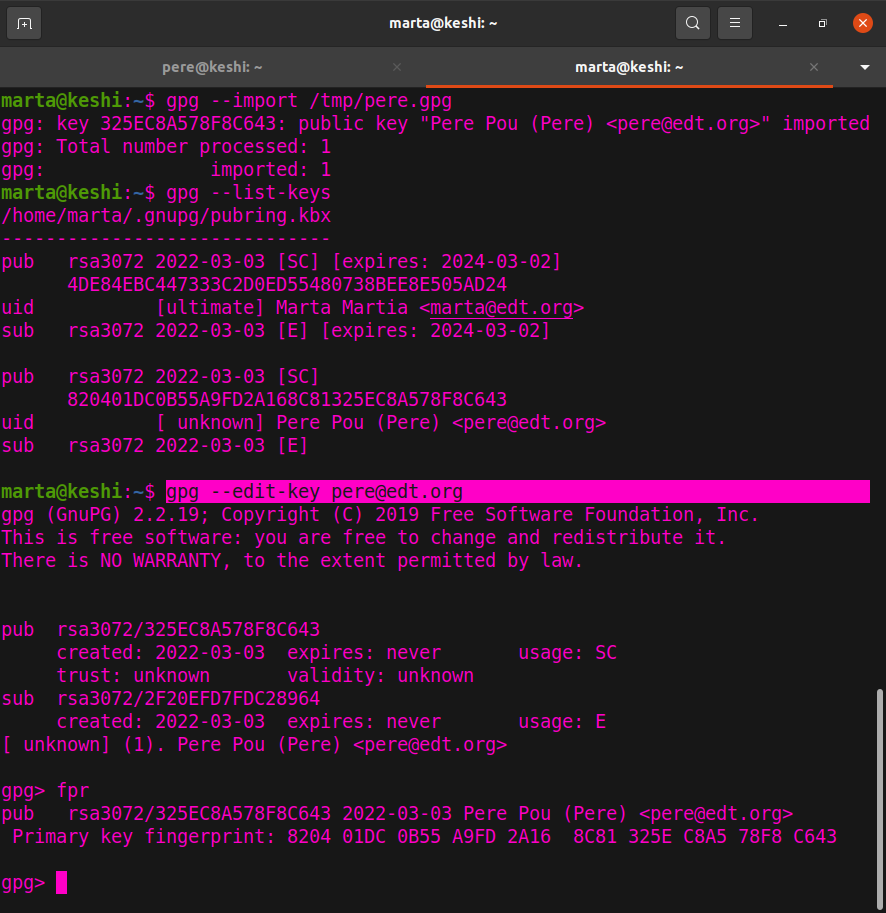 marta@keshi: ~
pere@keshi: ~
marta@keshi: ~
marta@keshi:~$ gpg --import /tmp/pere.gpg
gpg: key 325EC8A578F8C643: public key "Pere Pou (Pere) <pere@edt.org>" imported
gpg: Total number processed: 1
gpg:               imported: 1
marta@keshi:~$ gpg --list-keys
/home/marta/.gnupg/pubring.kbx
------------------------------
pub   rsa3072 2022-03-03 [SC] [expires: 2024-03-02]
      4DE84EBC447333C2D0ED55480738BEE8E505AD24
uid           [ultimate] Marta Martia <marta@edt.org>
sub   rsa3072 2022-03-03 [E] [expires: 2024-03-02]
pub   rsa3072 2022-03-03 [SC]
      820401DC0B55A9FD2A168C81325EC8A578F8C643
uid           [ unknown] Pere Pou (Pere) <pere@edt.org>
sub   rsa3072 2022-03-03 [E]
marta@keshi:~$ gpg --edit-key pere@edt.org
gpg (GnuPG) 2.2.19; Copyright (C) 2019 Free Software Foundation, Inc.
This is free software: you are free to change and redistribute it.
There is NO WARRANTY, to the extent permitted by law.
pub  rsa3072/325EC8A578F8C643
     created: 2022-03-03  expires: never       usage: SC
     trust: unknown       validity: unknown
sub  rsa3072/2F20EFD7FDC28964
     created: 2022-03-03  expires: never       usage: E
[ unknown] (1). Pere Pou (Pere) <pere@edt.org>
gpg> fpr
pub   rsa3072/325EC8A578F8C643 2022-03-03 Pere Pou (Pere) <pere@edt.org>
 Primary key fingerprint: 8204 01DC 0B55 A9FD 2A16  8C81 325E C8A5 78F8 C643
gpg>